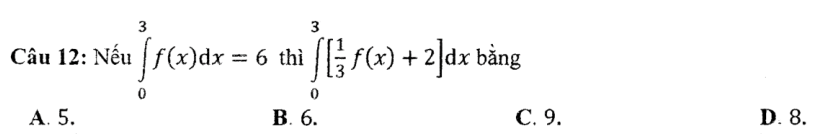 Câu 12: Nếu ∫₀³ f(x)dx = 6 thì ∫₀³ [1/3 f(x) + 2]dx bằng
A. 5. B. 6. C. 9. D. 8.